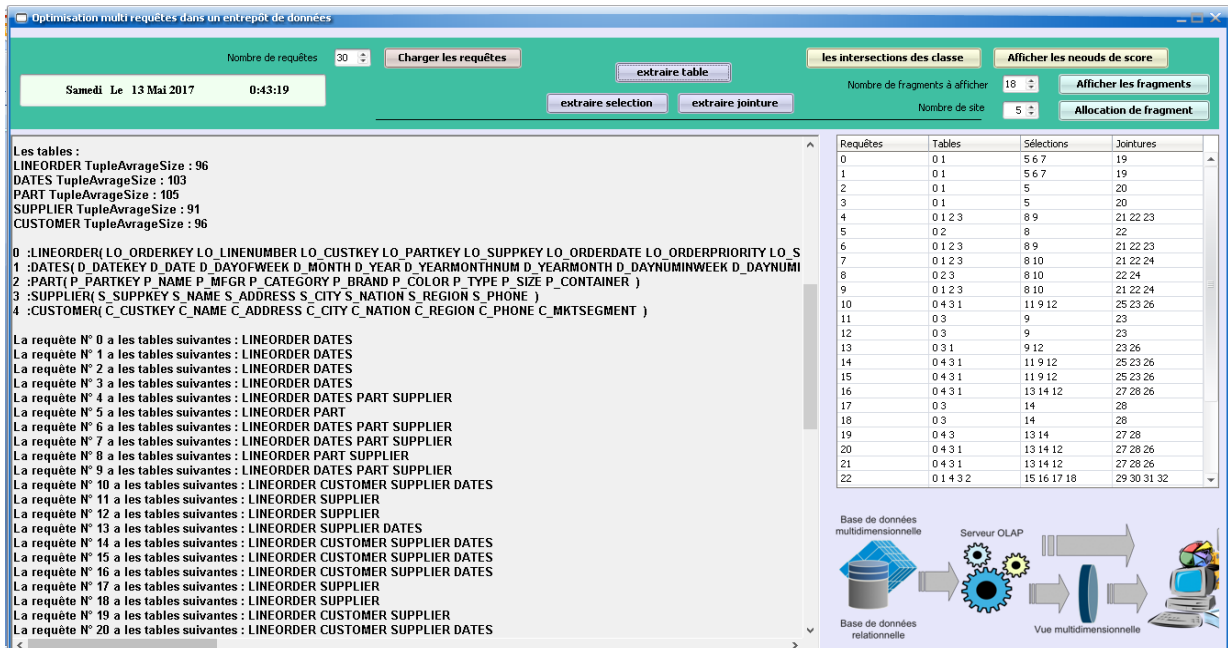 Optimisation multi requêtes dans un entrepôt de données
Nombre de requêtes 30 Charger les requêtes
Samedi Le 13 Mai 2017 0:43:19
extraire table
extraire selection extraire jointure
les intersections des classe Afficher les neouds de score
Nombre de fragments à afficher 18 Afficher les fragments
Nombre de site 5 Allocation de fragment
Les tables :
LINEORDER TupleAvrageSize : 96
DATES TupleAvrageSize : 103
PART TupleAvrageSize : 105
SUPPLIER TupleAvrageSize : 91
CUSTOMER TupleAvrageSize : 96
0 :LINEORDER( LO_ORDERKEY LO_LINENUMBER LO_CUSTKEY LO_PARTKEY LO_SUPPKEY LO_ORDERDATE LO_ORDERPRIORITY LO_S
1 :DATES( D_DATEKEY D_DATE D_DAYOFWEEK D_MONTH D_YEAR D_YEARMONTHNUM D_YEARMONTH D_DAYNUMINWEEK D_DAYNUMI
2 :PART( P_PARTKEY P_NAME P_MFGR P_CATEGORY P_BRAND P_COLOR P_TYPE P_SIZE P_CONTAINER )
3 :SUPPLIER( S_SUPPKEY S_NAME S_ADDRESS S_CITY S_NATION S_REGION S_PHONE )
4 :CUSTOMER( C_CUSTKEY C_NAME C_ADDRESS C_CITY C_NATION C_REGION C_PHONE C_MKTSEGMENT )
La requête N° 0 a les tables suivantes : LINEORDER DATES
La requête N° 1 a les tables suivantes : LINEORDER DATES
La requête N° 2 a les tables suivantes : LINEORDER DATES
La requête N° 3 a les tables suivantes : LINEORDER DATES
La requête N° 4 a les tables suivantes : LINEORDER DATES PART SUPPLIER
La requête N° 5 a les tables suivantes : LINEORDER PART
La requête N° 6 a les tables suivantes : LINEORDER DATES PART SUPPLIER
La requête N° 7 a les tables suivantes : LINEORDER DATES PART SUPPLIER
La requête N° 8 a les tables suivantes : LINEORDER PART SUPPLIER
La requête N° 9 a les tables suivantes : LINEORDER DATES PART SUPPLIER
La requête N° 10 a les tables suivantes : LINEORDER CUSTOMER SUPPLIER DATES
La requête N° 11 a les tables suivantes : LINEORDER SUPPLIER
La requête N° 12 a les tables suivantes : LINEORDER SUPPLIER
La requête N° 13 a les tables suivantes : LINEORDER SUPPLIER DATES
La requête N° 14 a les tables suivantes : LINEORDER CUSTOMER SUPPLIER DATES
La requête N° 15 a les tables suivantes : LINEORDER CUSTOMER SUPPLIER DATES
La requête N° 16 a les tables suivantes : LINEORDER CUSTOMER SUPPLIER DATES
La requête N° 17 a les tables suivantes : LINEORDER SUPPLIER
La requête N° 18 a les tables suivantes : LINEORDER SUPPLIER
La requête N° 19 a les tables suivantes : LINEORDER CUSTOMER SUPPLIER
La requête N° 20 a les tables suivantes : LINEORDER CUSTOMER SUPPLIER DATES
Requêtes Tables Sélections Jointures
0 0 1 5 6 7 19
1 0 1 5 6 7 19
2 0 1 5 20
3 0 1 5 20
4 0 1 2 3 8 9 21 22 23
5 0 2 8 22
6 0 1 2 3 8 9 21 22 23
7 0 1 2 3 8 10 21 22 24
8 0 2 3 8 10 22 24
9 0 1 2 3 8 10 21 22 24
10 0 4 3 1 11 9 12 25 23 26
11 0 3 9 23
12 0 3 9 23
13 0 3 1 9 12 23 26
14 0 4 3 1 11 9 12 25 23 26
15 0 4 3 1 11 9 12 25 23 26
16 0 4 3 1 13 14 12 27 28 26
17 0 3 14 28
18 0 3 14 28
19 0 4 3 13 14 27 28
20 0 4 3 1 13 14 12 27 28 26
21 0 4 3 1 13 14 12 27 28 26
22 0 1 4 3 2 15 16 17 18 29 30 31 32
Base de données
multidimensionnelle
Serveur OLAP
Base de données
relationnelle
Vue multidimensionnelle